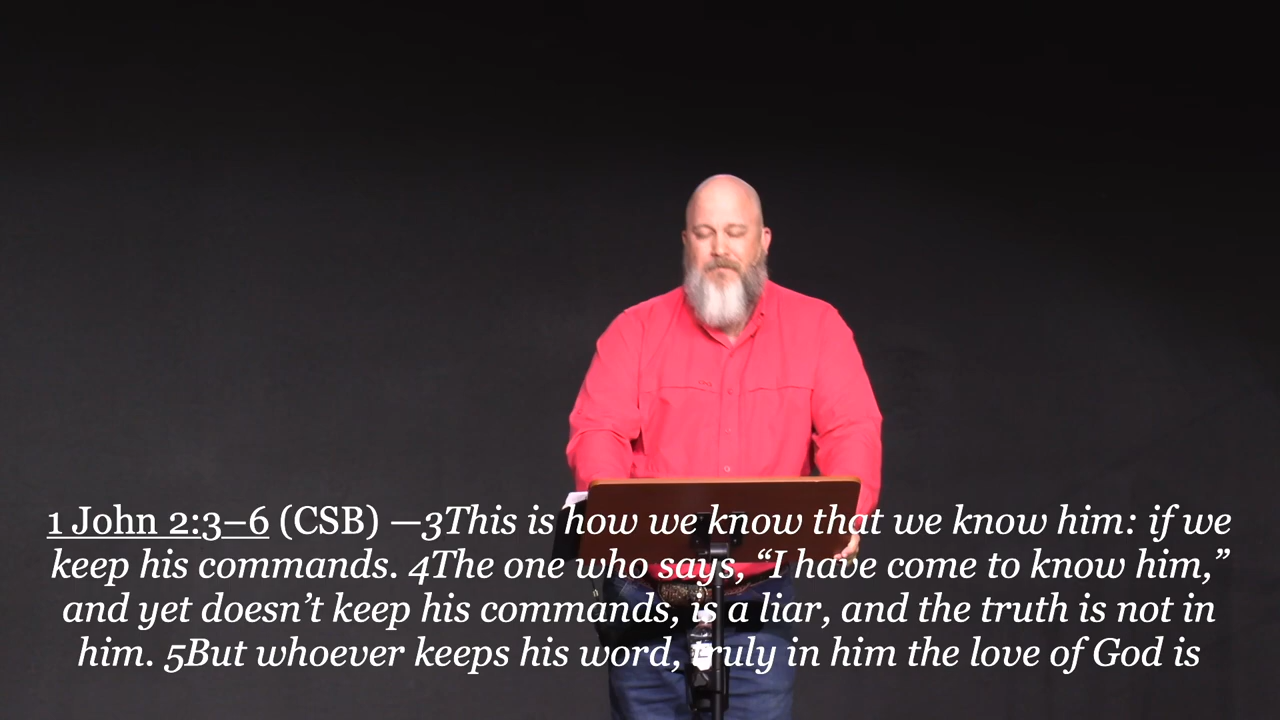 1 John 2:3–6 (CSB) —3This is how we know that we know him: if we
keep his commands. 4The one who says, “I have come to know him,”
and yet doesn’t keep his commands, is a liar, and the truth is not in
him. 5But whoever keeps his word, truly in him the love of God is